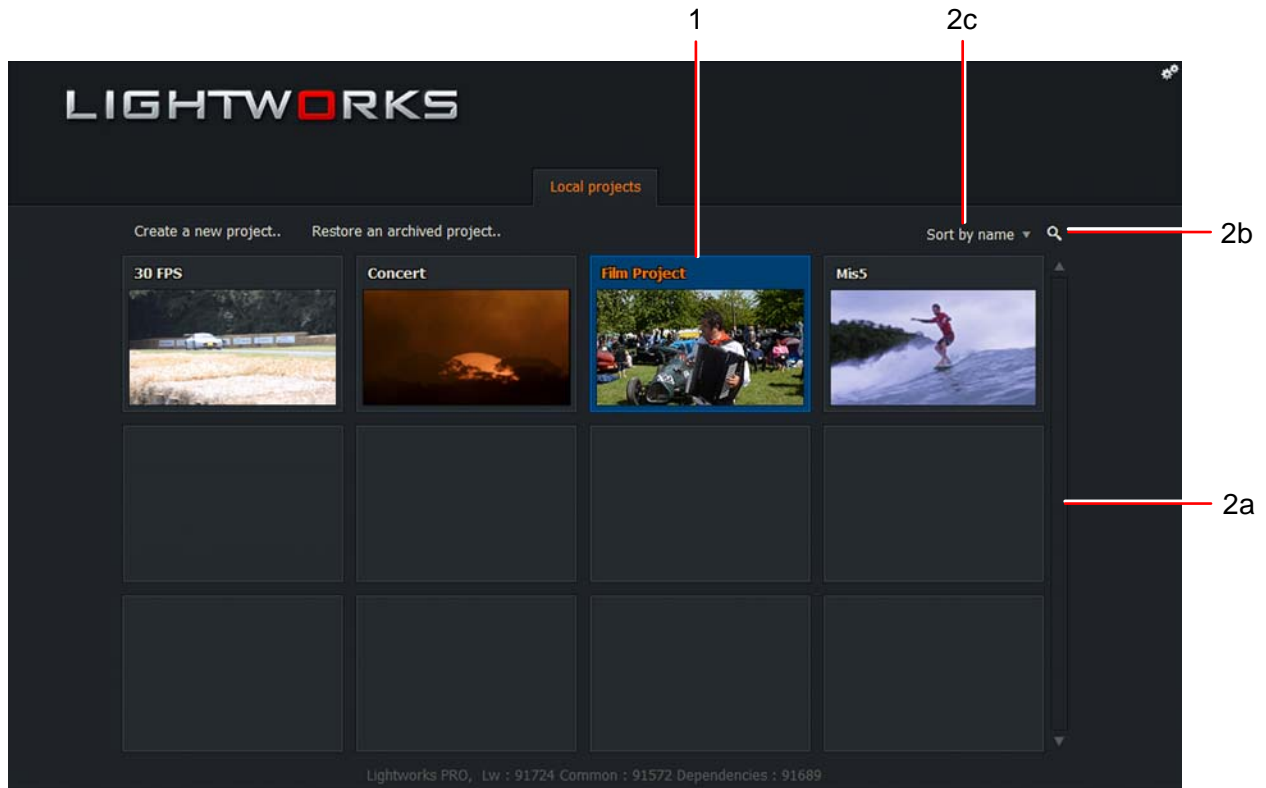 1
2c
LIGHTWORKS
Local projects
Create a new project.. Restore an archived project.. Sort by name
2b
30 FPS Concert Film Project Mis5
2a
Lightworks PRO, Lw : 91724 Common : 91572 Dependencies : 91689